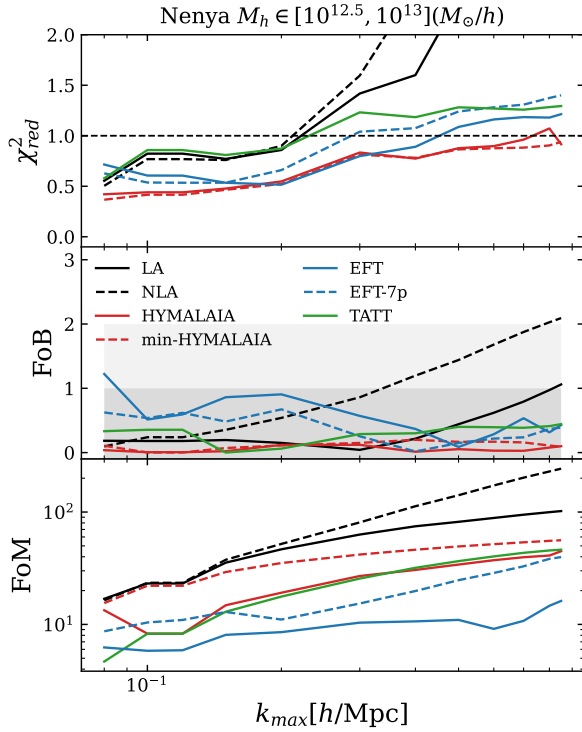 Nenya $M_h \in [10^{12.5}, 10^{13}](M_\odot/h)$
2.0
1.5
1.0
0.5
0.0
$\chi^2_{red}$
3
2
1
0
FoB
LA
NLA
HYMALAIA
min-HYMALAIA
EFT
EFT-7p
TATT
$10^2$
$10^1$
FoM
$10^{-1}$
$k_{max}[h/\mathrm{Mpc}]$